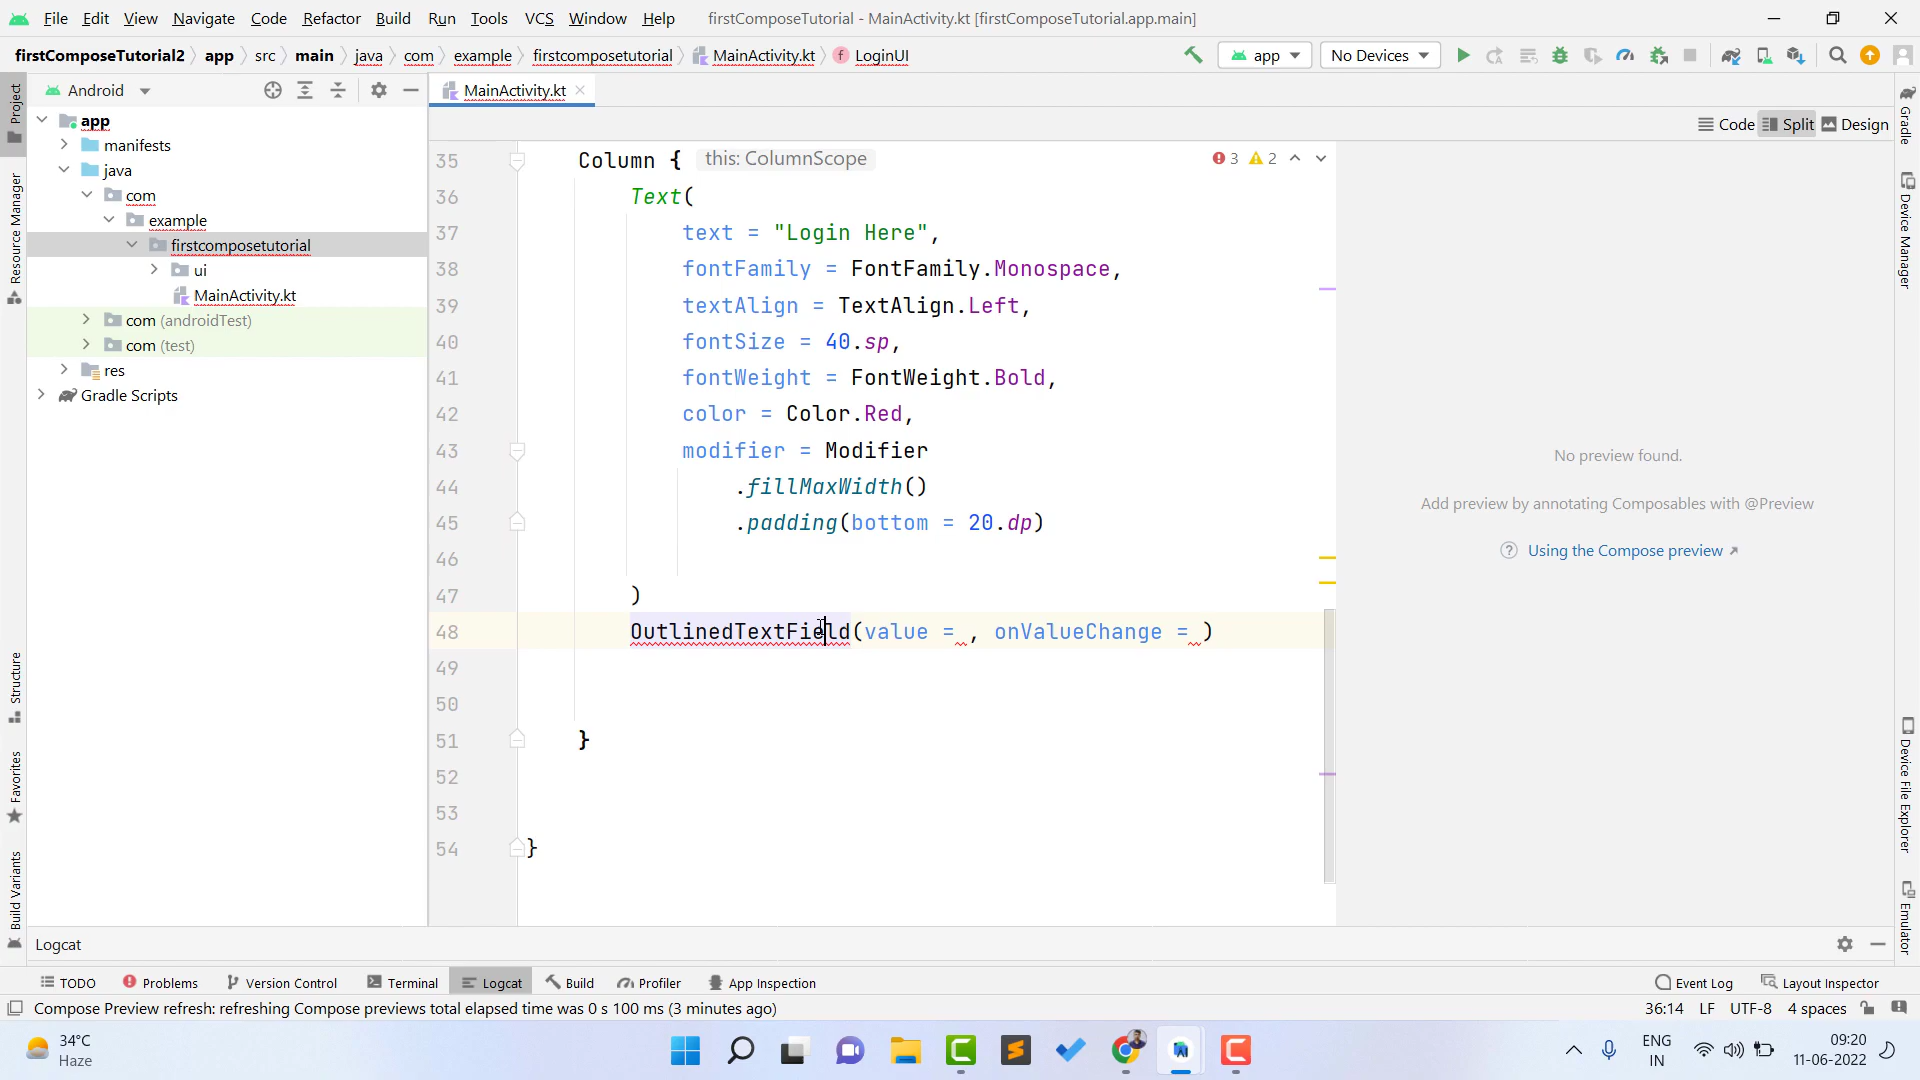 File Edit View Navigate Code Refactor Build Run Tools VCS Window Help firstComposeTutorial - MainActivity.kt [firstComposeTutorial.app.main]
firstComposeTutorial2 app src main java com example firstcomposetutorial MainActivity.kt LoginUI app No Devices
Android
MainActivity.kt
Code Split Design
Project
Resource Manager
Structure
Favorites
Build Variants
app
manifests
java
com
example
firstcomposetutorial
ui
MainActivity.kt
com (androidTest)
com (test)
res
Gradle Scripts
35 Column { this: ColumnScope 3 2
36 Text(
37 text = "Login Here",
38 fontFamily = FontFamily.Monospace,
39 textAlign = TextAlign.Left,
40 fontSize = 40.sp,
41 fontWeight = FontWeight.Bold,
42 color = Color.Red,
43 modifier = Modifier
44 .fillMaxWidth()
45 .padding(bottom = 20.dp)
46
47 )
48 OutlinedTextField(value = , onValueChange = )
49
50
51 }
52
53
54 }
No preview found.
Add preview by annotating Composables with @Preview
Using the Compose preview
Gradle
Device Manager
Device File Explorer
Emulator
Logcat
TODO Problems Version Control Terminal Logcat Build Profiler App Inspection Event Log Layout Inspector
Compose Preview refresh: refreshing Compose previews total elapsed time was 0 s 100 ms (3 minutes ago) 36:14 LF UTF-8 4 spaces
34°C
Haze
ENG
IN
09:20
11-06-2022